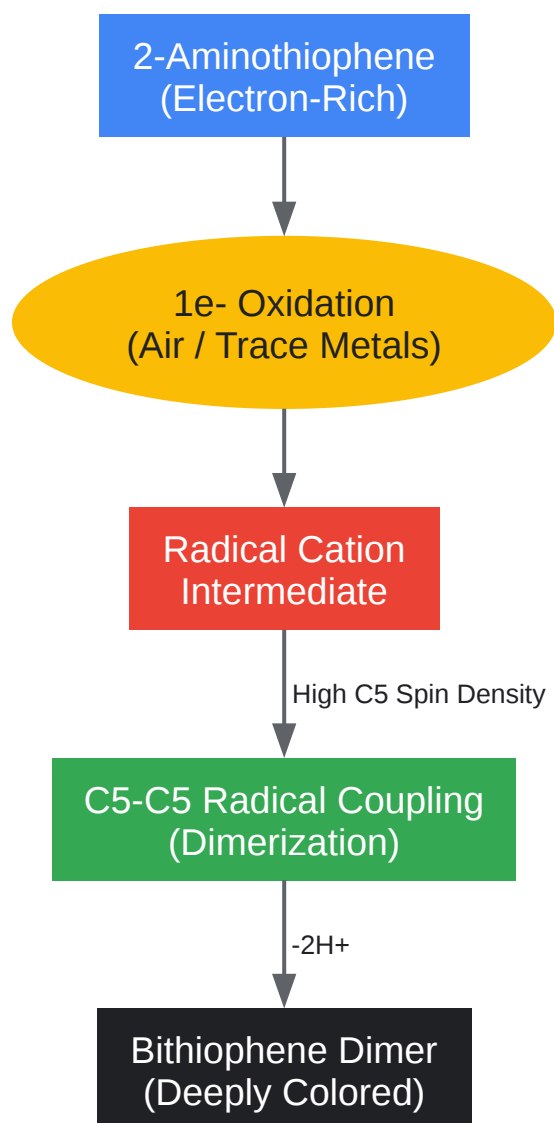 2-Aminothiophene
(Electron-Rich)
1e- Oxidation
(Air / Trace Metals)
Radical Cation
Intermediate
High C5 Spin Density
C5-C5 Radical Coupling
(Dimerization)
-2H+
Bithiophene Dimer
(Deeply Colored)